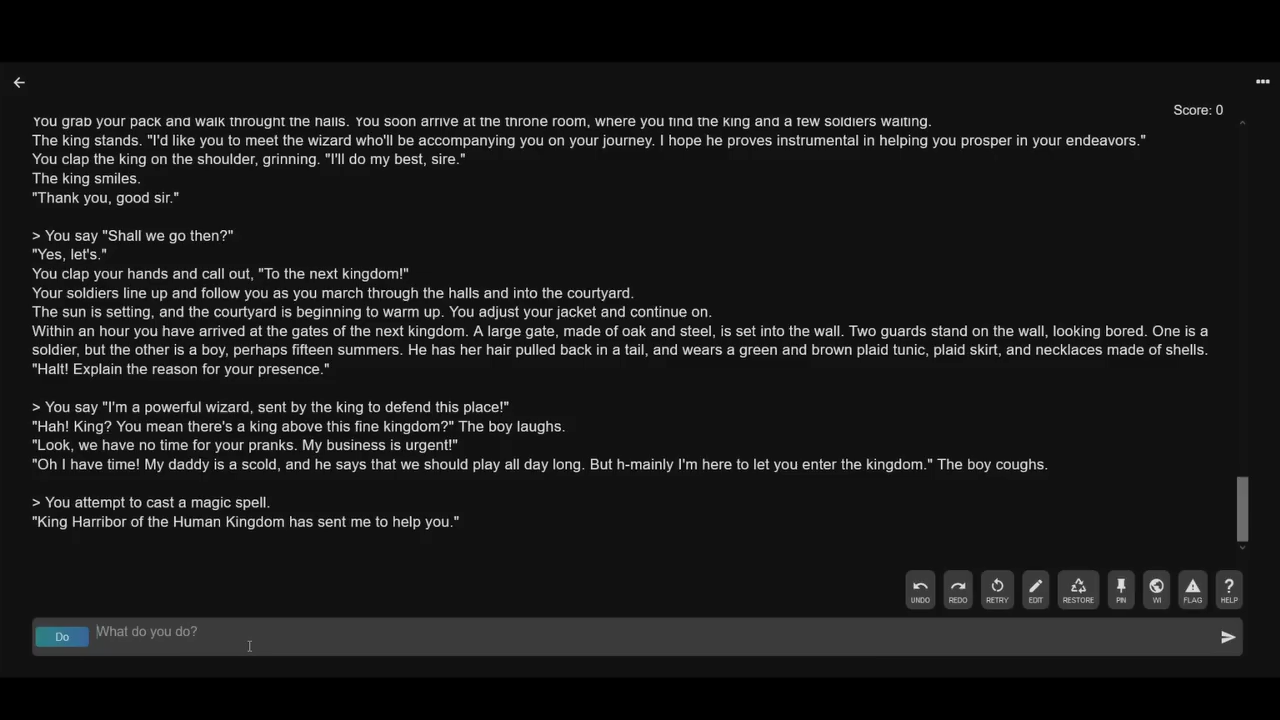 Score: 0
You grab your pack and walk throught the halls. You soon arrive at the throne room, where you find the king and a few soldiers waiting.
The king stands. "I'd like you to meet the wizard who'll be accompanying you on your journey. I hope he proves instrumental in helping you prosper in your endeavors."
You clap the king on the shoulder, grinning. "I'll do my best, sire."
The king smiles.
"Thank you, good sir."
> You say "Shall we go then?"
"Yes, let's."
You clap your hands and call out, "To the next kingdom!"
Your soldiers line up and follow you as you march through the halls and into the courtyard.
The sun is setting, and the courtyard is beginning to warm up. You adjust your jacket and continue on.
Within an hour you have arrived at the gates of the next kingdom. A large gate, made of oak and steel, is set into the wall. Two guards stand on the wall, looking bored. One is a
soldier, but the other is a boy, perhaps fifteen summers. He has her hair pulled back in a tail, and wears a green and brown plaid tunic, plaid skirt, and necklaces made of shells.
"Halt! Explain the reason for your presence."
> You say "I'm a powerful wizard, sent by the king to defend this place!"
"Hah! King? You mean there's a king above this fine kingdom?" The boy laughs.
"Look, we have no time for your pranks. My business is urgent!"
"Oh I have time! My daddy is a scold, and he says that we should play all day long. But h-mainly I'm here to let you enter the kingdom." The boy coughs.
> You attempt to cast a magic spell.
"King Harribor of the Human Kingdom has sent me to help you."
UNDO REDO RETRY EDIT RESTORE PIN WI FLAG HELP
Do What do you do?